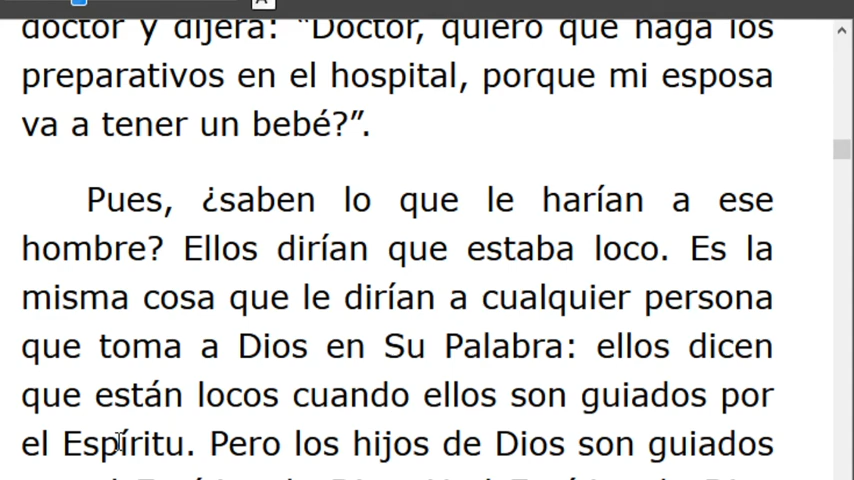 doctor y dijera: “Doctor, quiero que haga los
preparativos en el hospital, porque mi esposa
va a tener un bebé?”.
Pues, ¿saben lo que le harían a ese
hombre? Ellos dirían que estaba loco. Es la
misma cosa que le dirían a cualquier persona
que toma a Dios en Su Palabra: ellos dicen
que están locos cuando ellos son guiados por
el Espíritu. Pero los hijos de Dios son guiados